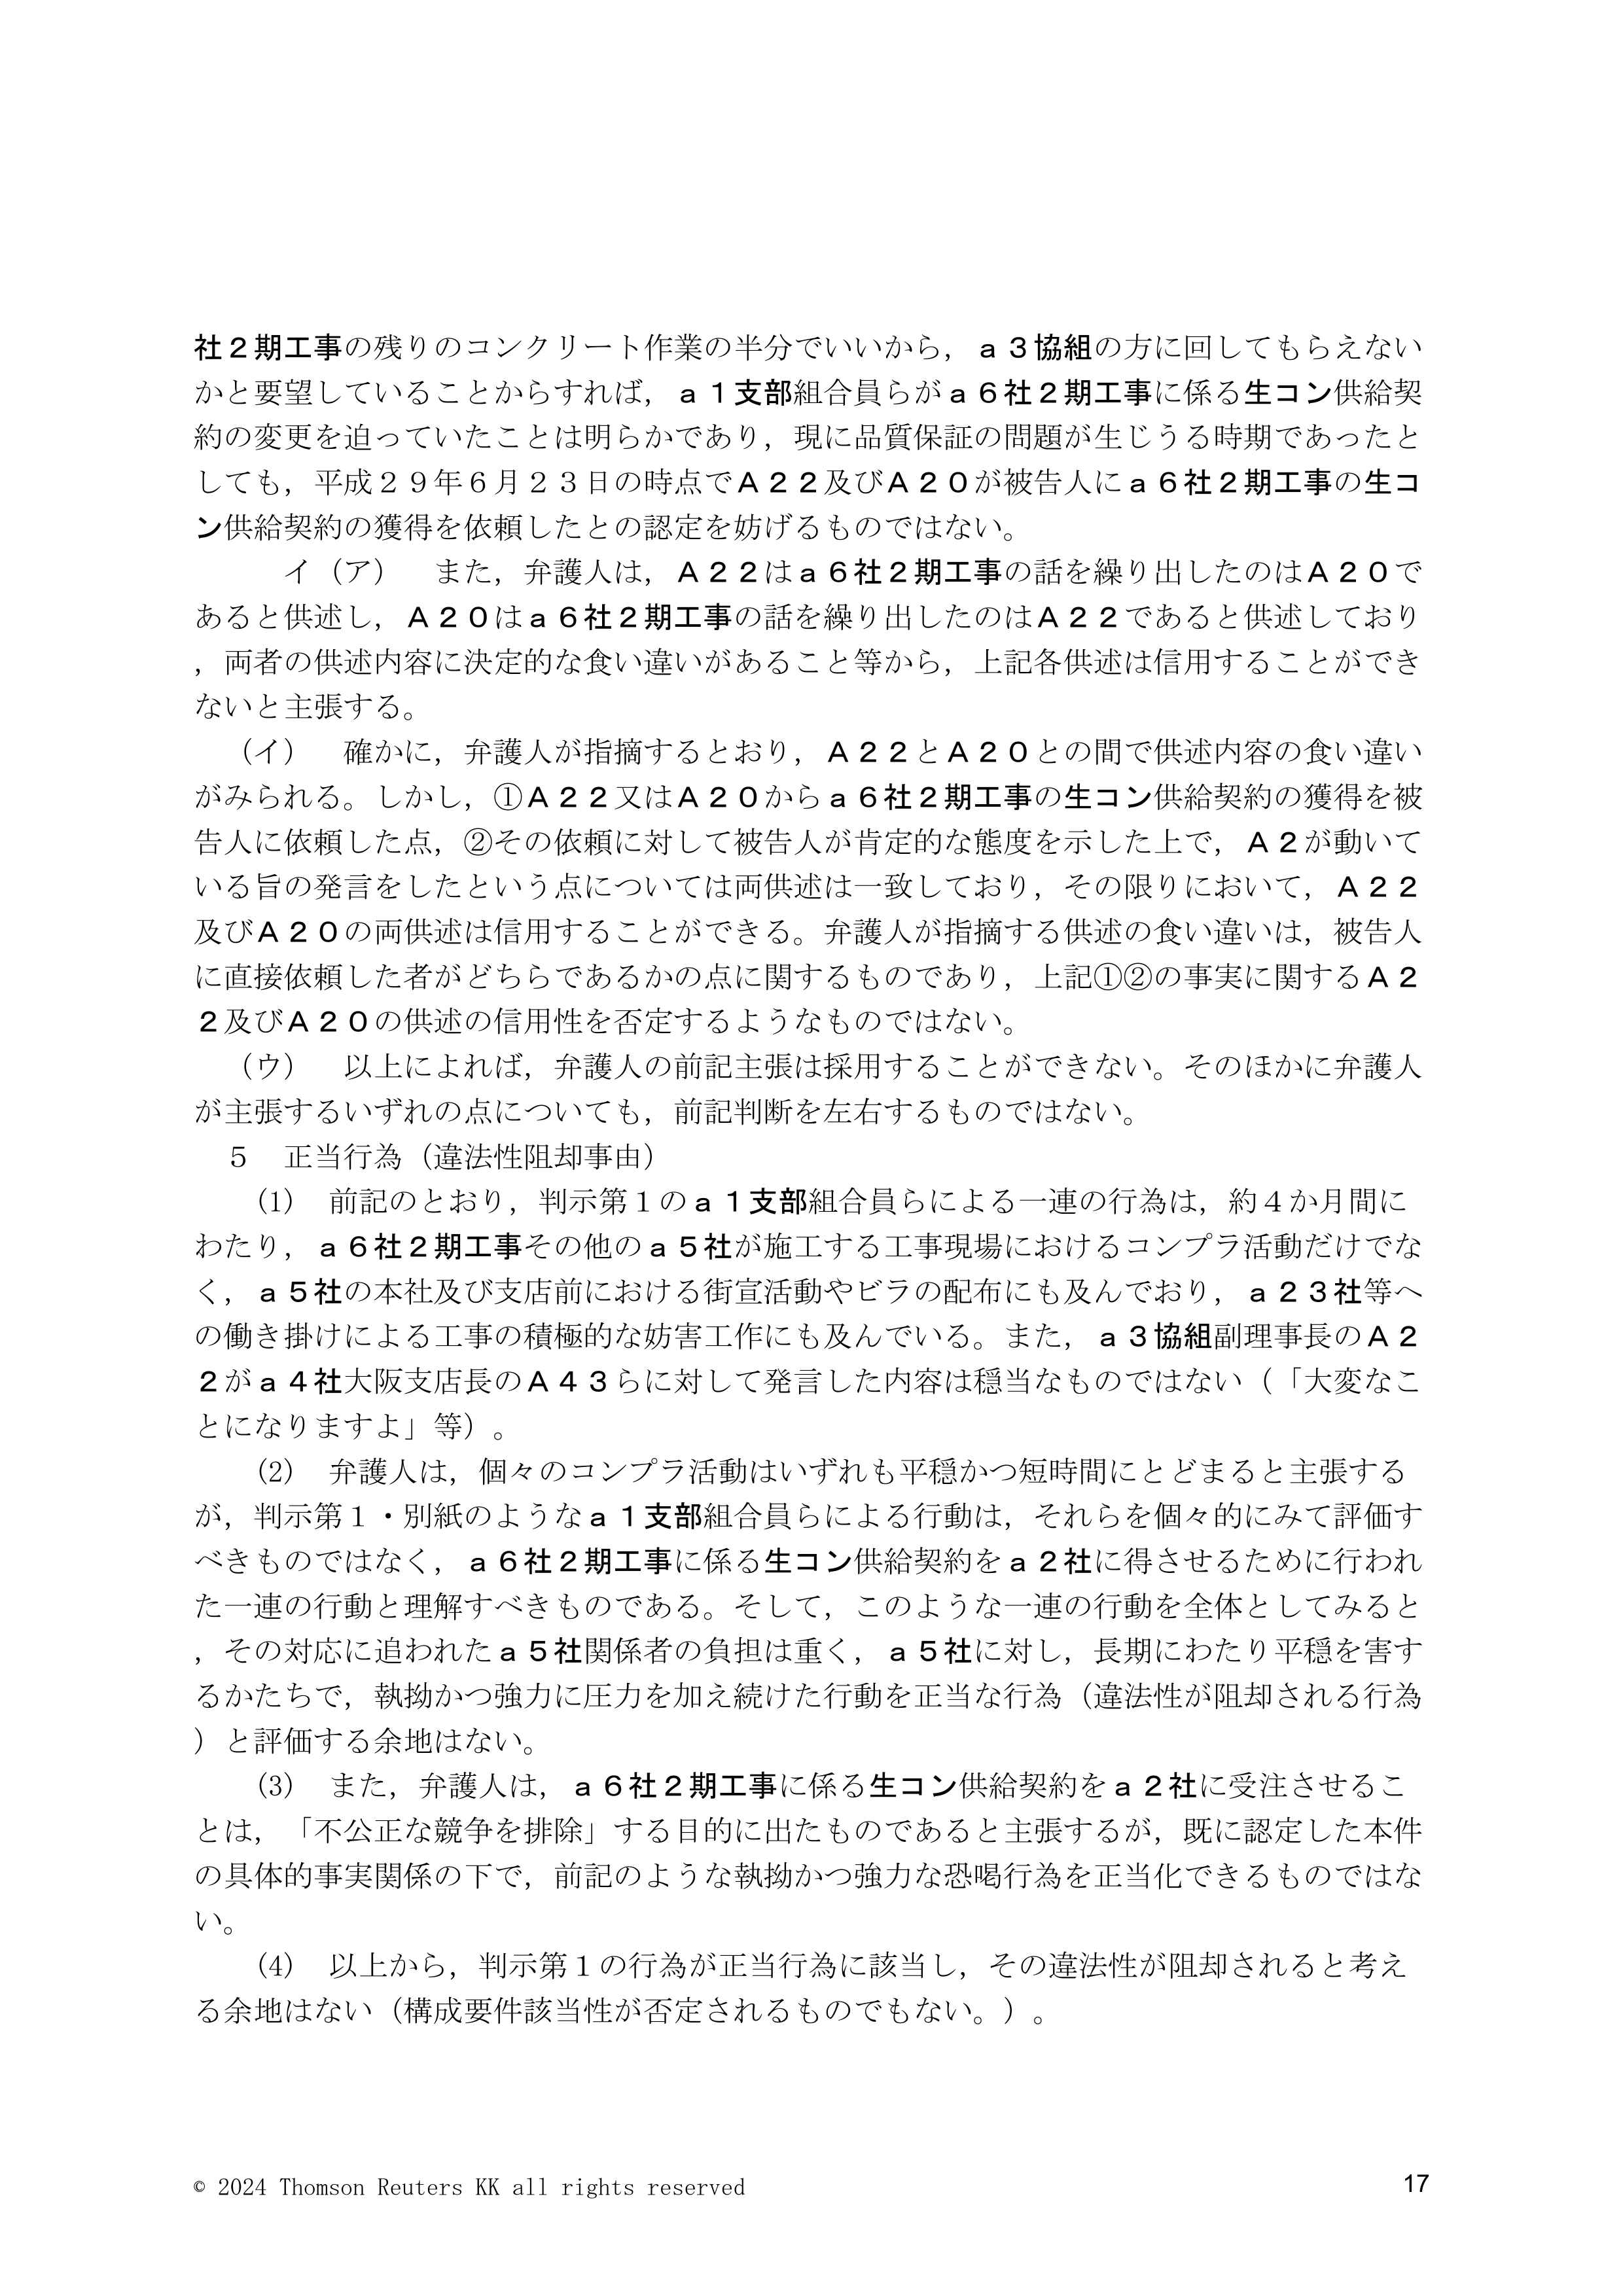 社２期工事の残りのコンクリート作業の半分でいいから，ａ３協組の方に回してもらえない
かと要望していることからすれば，ａ１支部組合員らがａ６社２期工事に係る生コン供給契
約の変更を迫っていたことは明らかであり，現に品質保証の問題が生じうる時期であったと
しても，平成２９年６月２３日の時点でＡ２２及びＡ２０が被告人にａ６社２期工事の生コ
ン供給契約の獲得を依頼したとの認定を妨げるものではない。
イ（ア）　また，弁護人は，Ａ２２はａ６社２期工事の話を繰り出したのはＡ２０で
あると供述し，Ａ２０はａ６社２期工事の話を繰り出したのはＡ２２であると供述しており
，両者の供述内容に決定的な食い違いがあること等から，上記各供述は信用することができ
ないと主張する。
（イ）　確かに，弁護人が指摘するとおり，Ａ２２とＡ２０との間で供述内容の食い違い
がみられる。しかし，①Ａ２２又はＡ２０からａ６社２期工事の生コン供給契約の獲得を被
告人に依頼した点，②その依頼に対して被告人が肯定的な態度を示した上で，Ａ２が動いて
いる旨の発言をしたという点については両供述は一致しており，その限りにおいて，Ａ２２
及びＡ２０の両供述は信用することができる。弁護人が指摘する供述の食い違いは，被告人
に直接依頼した者がどちらであるかの点に関するものであり，上記①②の事実に関するＡ２
２及びＡ２０の供述の信用性を否定するようなものではない。
（ウ）　以上によれば，弁護人の前記主張は採用することができない。そのほかに弁護人
が主張するいずれの点についても，前記判断を左右するものではない。
５　正当行為（違法性阻却事由）
(1)　前記のとおり，判示第１のａ１支部組合員らによる一連の行為は，約４か月間に
わたり，ａ６社２期工事その他のａ５社が施工する工事現場におけるコンプラ活動だけでな
く，ａ５社の本社及び支店前における街宣活動やビラの配布にも及んでおり，ａ２３社等へ
の働き掛けによる工事の積極的な妨害工作にも及んでいる。また，ａ３協組副理事長のＡ２
２がａ４社大阪支店長のＡ４３らに対して発言した内容は穏当なものではない（「大変なこ
とになりますよ」等）。
(2)　弁護人は，個々のコンプラ活動はいずれも平穏かつ短時間にとどまると主張する
が，判示第１・別紙のようなａ１支部組合員らによる行動は，それらを個々的にみて評価す
べきものではなく，ａ６社２期工事に係る生コン供給契約をａ２社に得させるために行われ
た一連の行動と理解すべきものである。そして，このような一連の行動を全体としてみると
，その対応に追われたａ５社関係者の負担は重く，ａ５社に対し，長期にわたり平穏を害す
るかたちで，執拗かつ強力に圧力を加え続けた行動を正当な行為（違法性が阻却される行為
）と評価する余地はない。
(3)　また，弁護人は，ａ６社２期工事に係る生コン供給契約をａ２社に受注させるこ
とは，「不公正な競争を排除」する目的に出たものであると主張するが，既に認定した本件
の具体的事実関係の下で，前記のような執拗かつ強力な恐喝行為を正当化できるものではな
い。
(4)　以上から，判示第１の行為が正当行為に該当し，その違法性が阻却されると考え
る余地はない（構成要件該当性が否定されるものでもない。）。
© 2024 Thomson Reuters KK all rights reserved
17